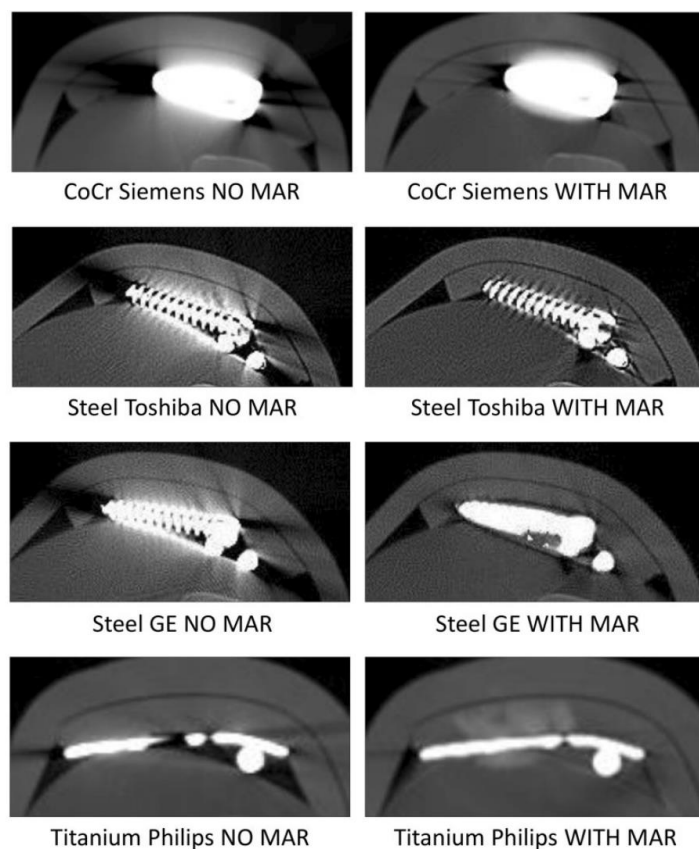 CoCr Siemens NO MAR
CoCr Siemens WITH MAR
Steel Toshiba NO MAR
Steel Toshiba WITH MAR
Steel GE NO MAR
Steel GE WITH MAR
Titanium Philips NO MAR
Titanium Philips WITH MAR